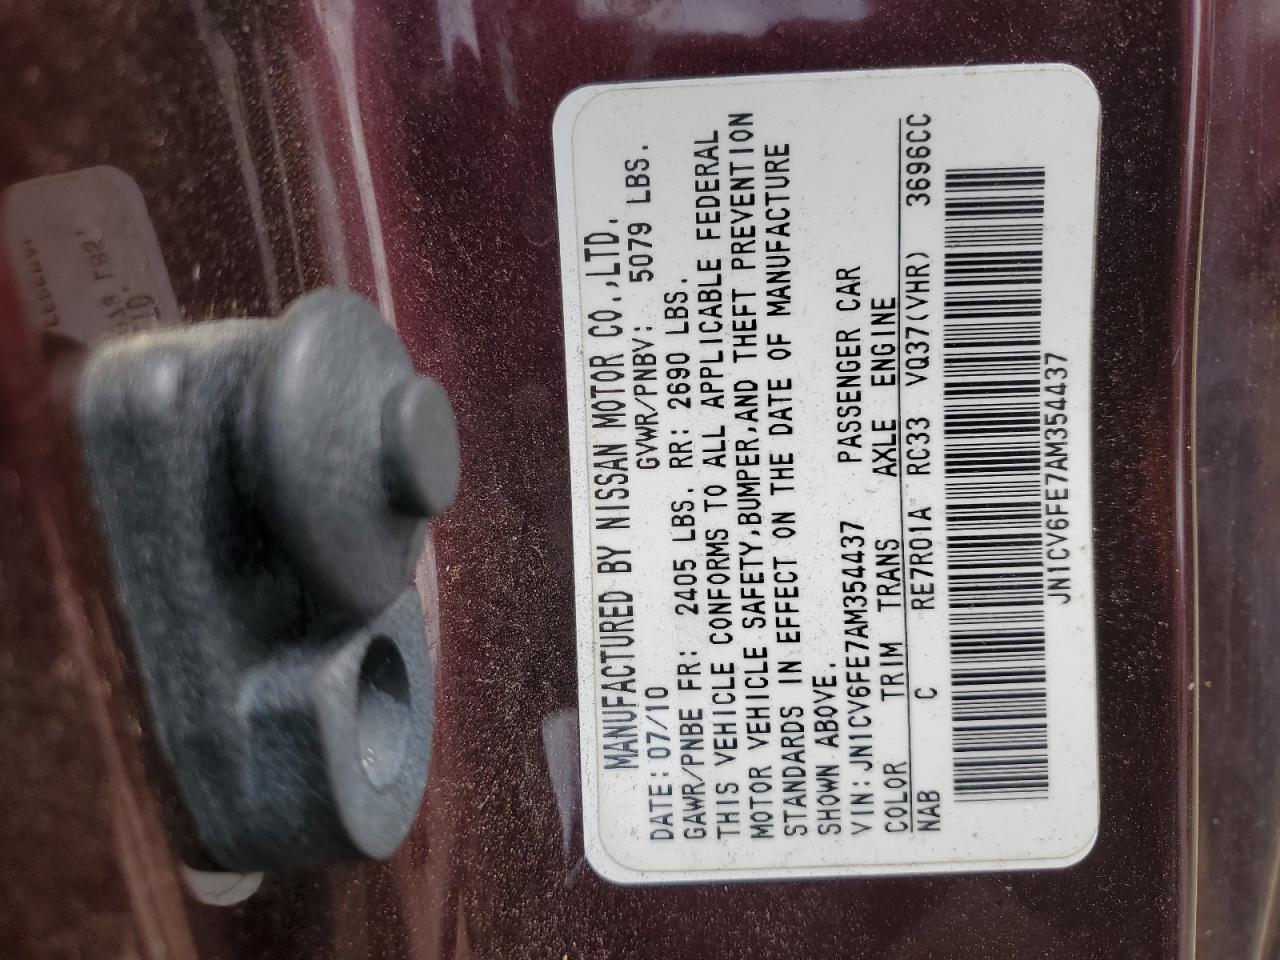 MANUFACTURED BY NISSAN MOTOR CO.,LTD.
DATE: 07/10 GVWR/PNBV: 5079 LBS.
GAWR/PNBE FR: 2405 LBS. RR: 2690 LBS.
THIS VEHICLE CONFORMS TO ALL APPLICABLE FEDERAL
MOTOR VEHICLE SAFETY,BUMPER,AND THEFT PREVENTION
STANDARDS IN EFFECT ON THE DATE OF MANUFACTURE
SHOWN ABOVE.
VIN:JN1CV6FE7AM354437 PASSENGER CAR
COLOR TRIM TRANS AXLE ENGINE
NAB C RE7R01A RC33 VQ37(VHR) 3696CC
JN1CV6FE7AM354437